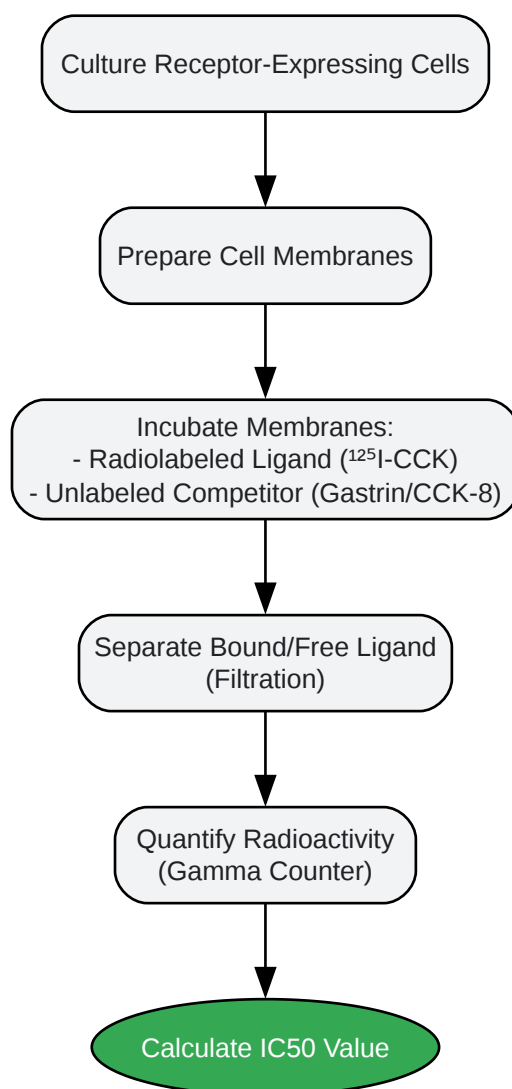 Culture Receptor-Expressing Cells
Prepare Cell Membranes
Incubate Membranes:
- Radiolabeled Ligand (¹²⁵I-CCK)
- Unlabeled Competitor (Gastrin/CCK-8)
Separate Bound/Free Ligand
(Filtration)
Quantify Radioactivity
(Gamma Counter)
Calculate IC50 Value